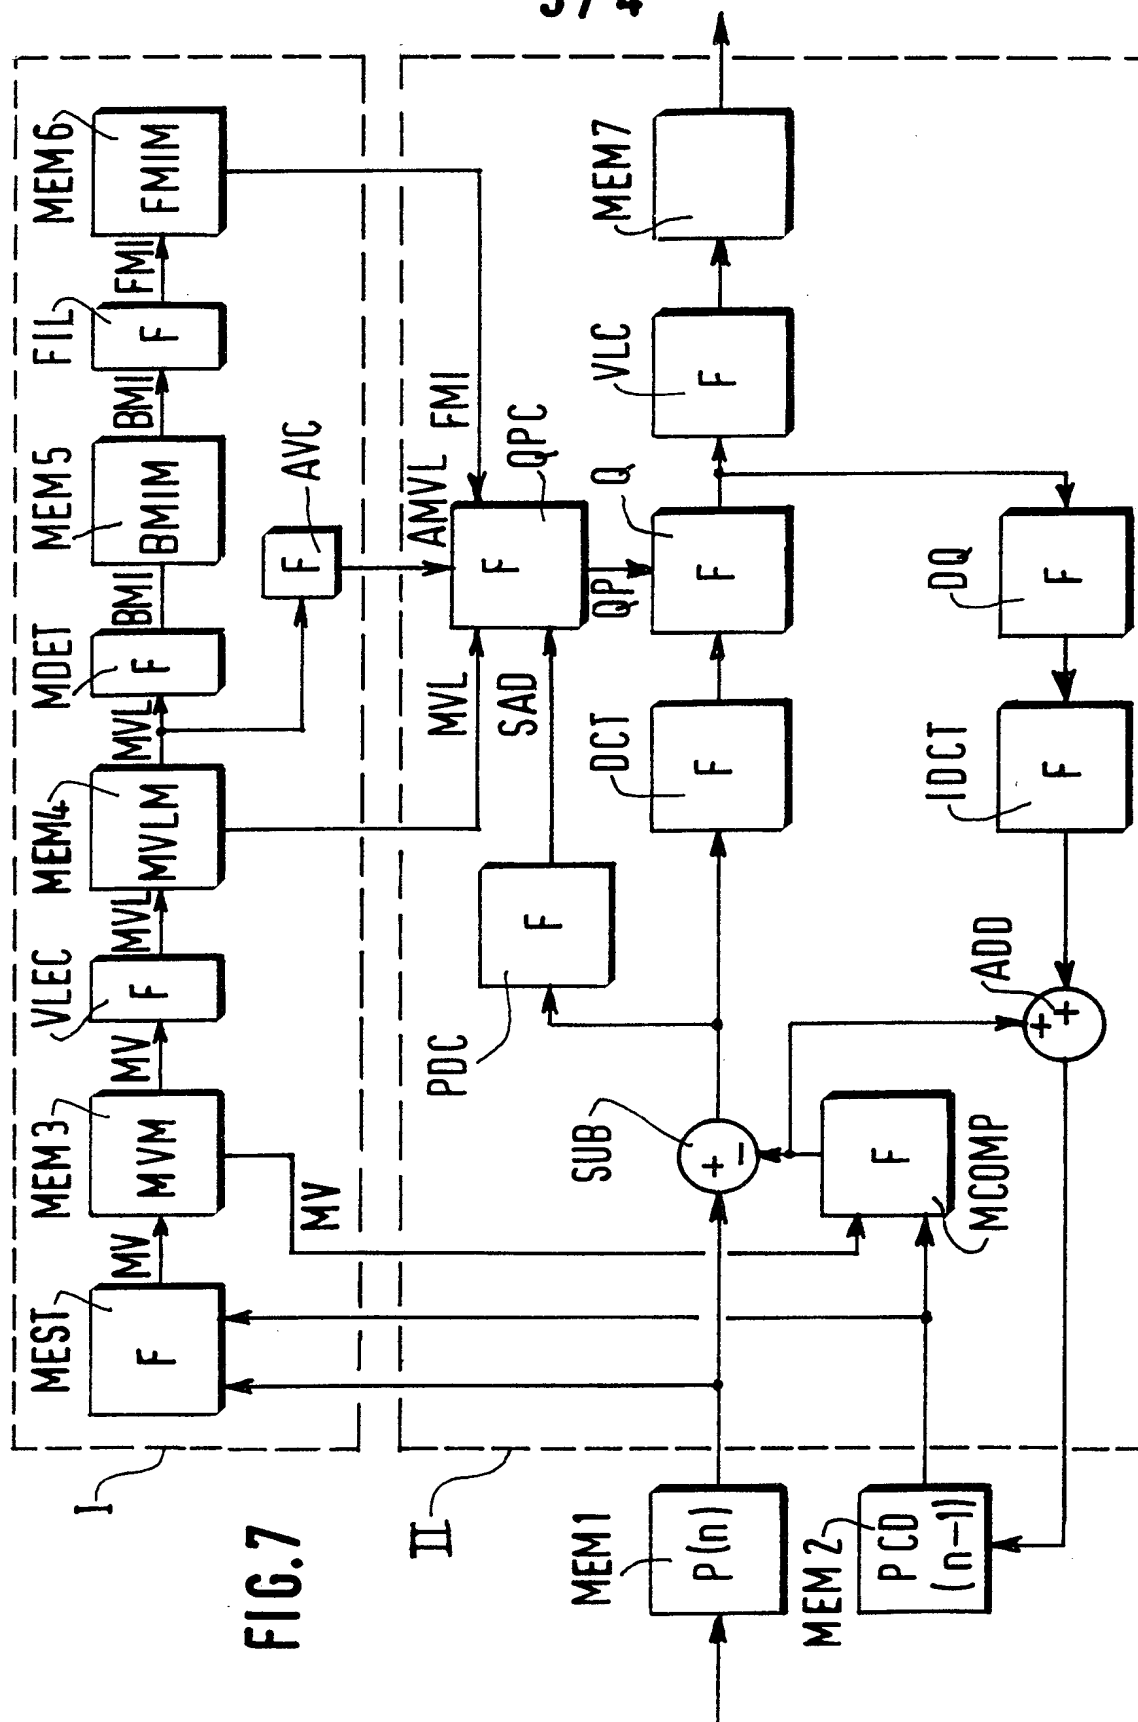 3/4
I
MEST
F
MV
MEM3
MVM
MV
VLEC
F
MVL
MEM4
MVLM
MVL
MDET
F
BMI
MEM5
BMIM
BMI
FIL
F
FMI
MEM6
FMIM
F
AVC
MV
II
PDC
F
MVL
SAD
AMVL
FMI
F
QPC
QP
MEM1
P(n)
SUB
+
−
DCT
F
Q
F
VLC
F
MEM7
MEM2
PCD
(n−1)
MCOMP
F
ADD
+
+
IDCT
F
DQ
F
FIG.7